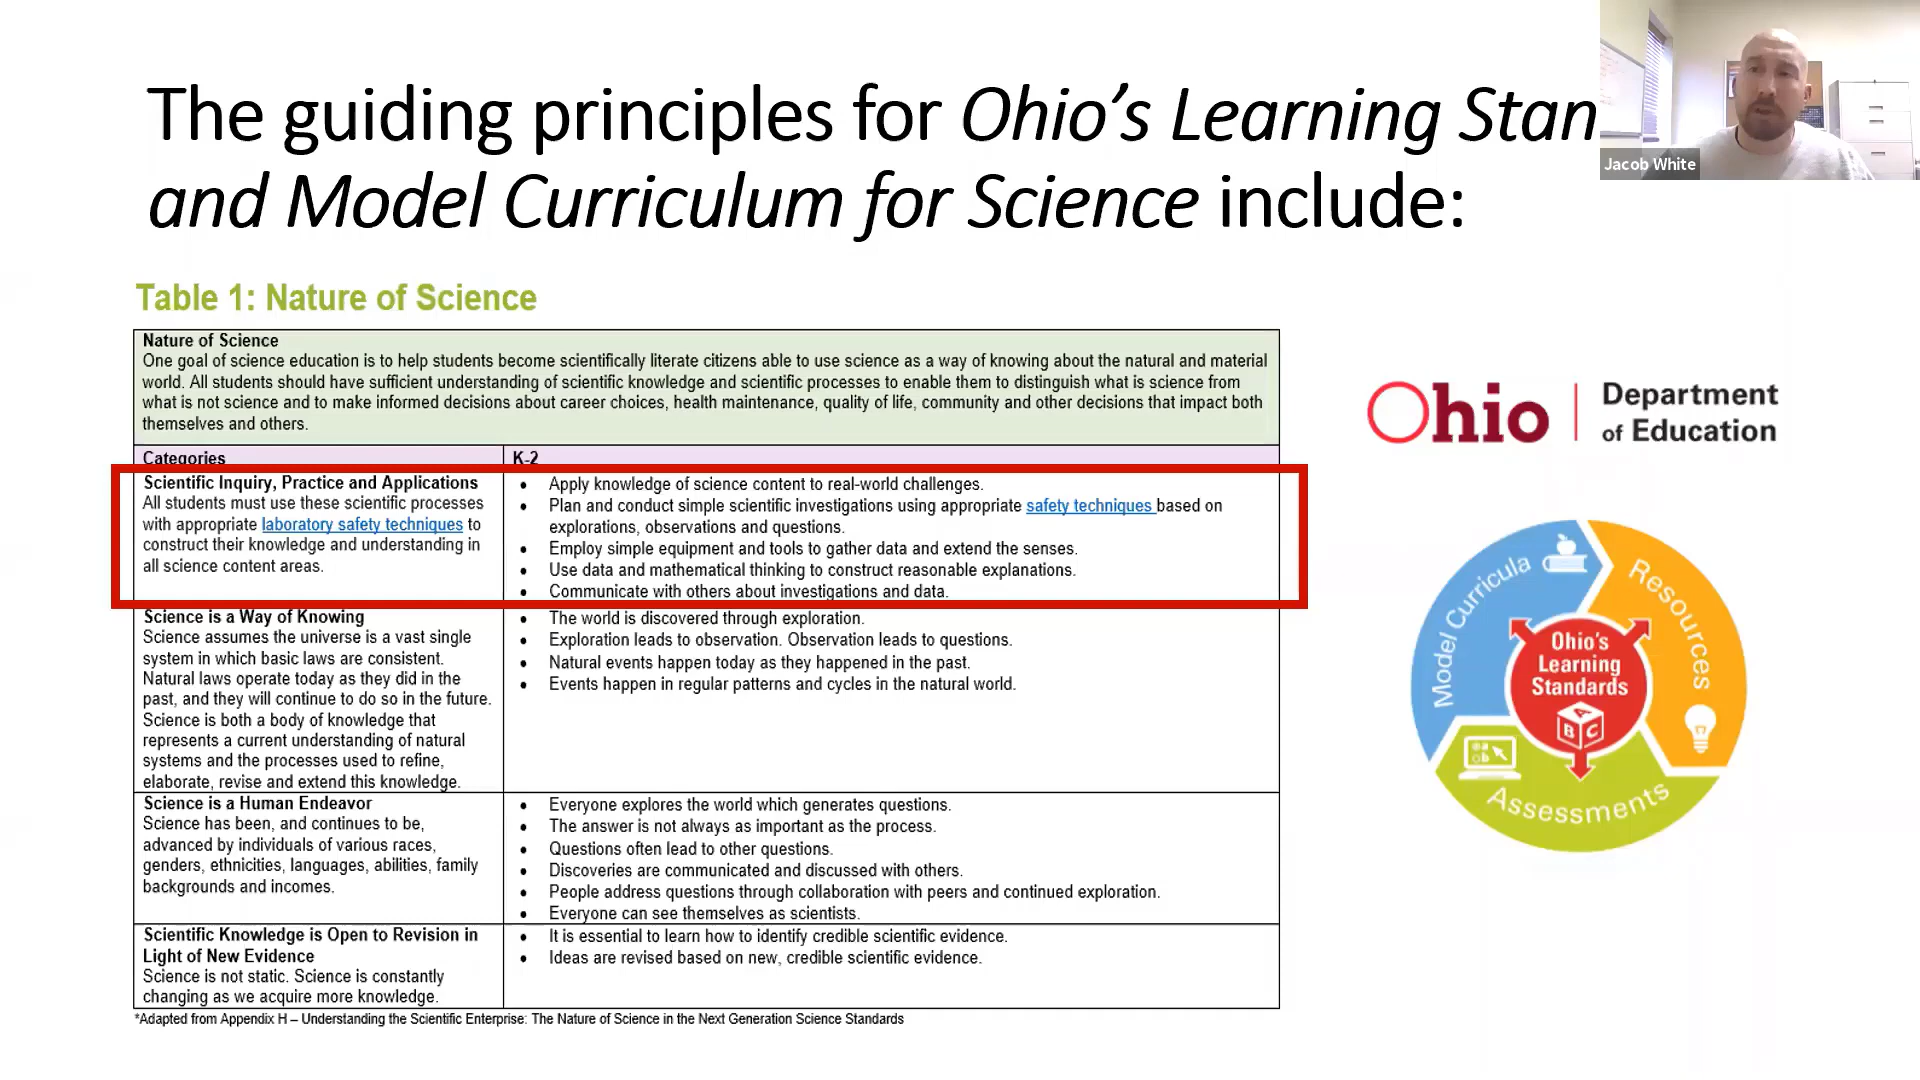 The guiding principles for Ohio’s Learning Stan
and Model Curriculum for Science include:
Jacob White
Table 1: Nature of Science
Nature of Science
One goal of science education is to help students become scientifically literate citizens able to use science as a way of knowing about the natural and material
world. All students should have sufficient understanding of scientific knowledge and scientific processes to enable them to distinguish what is science from
what is not science and to make informed decisions about career choices, health maintenance, quality of life, community and other decisions that impact both
themselves and others.
Categories
K-2
Scientific Inquiry, Practice and Applications
All students must use these scientific processes
with appropriate laboratory safety techniques to
construct their knowledge and understanding in
all science content areas.
• Apply knowledge of science content to real-world challenges.
• Plan and conduct simple scientific investigations using appropriate safety techniques based on
explorations, observations and questions.
• Employ simple equipment and tools to gather data and extend the senses.
• Use data and mathematical thinking to construct reasonable explanations.
• Communicate with others about investigations and data.
Science is a Way of Knowing
Science assumes the universe is a vast single
system in which basic laws are consistent.
Natural laws operate today as they did in the
past, and they will continue to do so in the future.
Science is both a body of knowledge that
represents a current understanding of natural
systems and the processes used to refine,
elaborate, revise and extend this knowledge.
• The world is discovered through exploration.
• Exploration leads to observation. Observation leads to questions.
• Natural events happen today as they happened in the past.
• Events happen in regular patterns and cycles in the natural world.
Science is a Human Endeavor
Science has been, and continues to be,
advanced by individuals of various races,
genders, ethnicities, languages, abilities, family
backgrounds and incomes.
• Everyone explores the world which generates questions.
• The answer is not always as important as the process.
• Questions often lead to other questions.
• Discoveries are communicated and discussed with others.
• People address questions through collaboration with peers and continued exploration.
• Everyone can see themselves as scientists.
Scientific Knowledge is Open to Revision in
Light of New Evidence
Science is not static. Science is constantly
changing as we acquire more knowledge.
• It is essential to learn how to identify credible scientific evidence.
• Ideas are revised based on new, credible scientific evidence.
*Adapted from Appendix H – Understanding the Scientific Enterprise: The Nature of Science in the Next Generation Science Standards
Ohio
Department
of Education
Model Curricula
Resources
Ohio’s
Learning
Standards
A
B C
Assessments